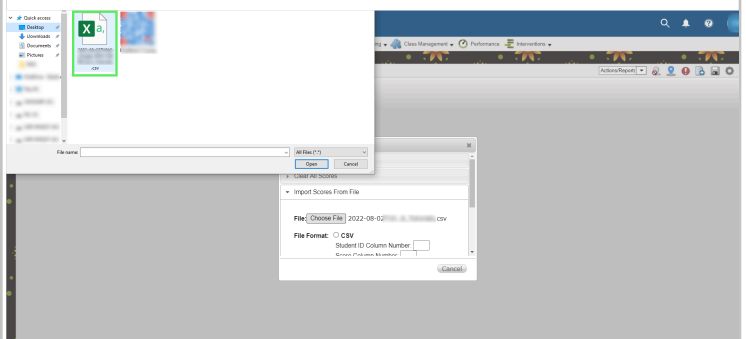 Quick access
Desktop
Downloads
Documents
Pictures
X a,
.csv
File name:
All Files (*.*)
Open
Cancel
Class Management
Performance
Interventions
Actions/Reports
Clear All Scores
Import Scores From File
File: Choose File 2022-08-02 .csv
File Format: CSV
Student ID Column Number:
Score Column Number:
Cancel